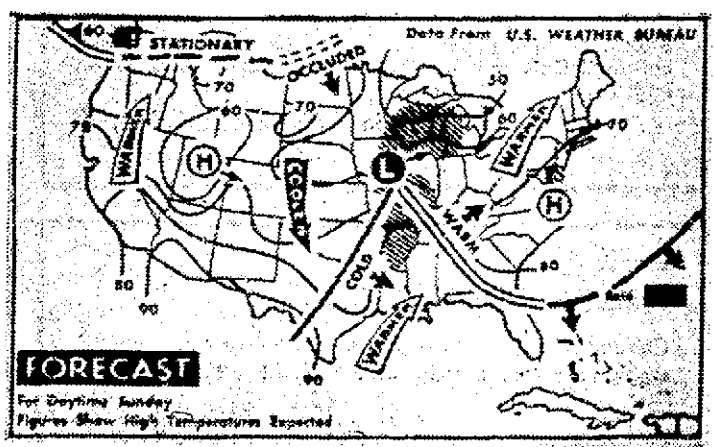 60
STATIONARY
Data From U.S. WEATHER BUREAU
OCCLUDED
70
60
70
50
60
70
70
WARMER
H
COOLER
L
WARMER
H
WARM
COLD
80
80
90
WARMER
90
Rain
FORECAST
For Daytime Sunday
Figures Show High Temperatures Expected